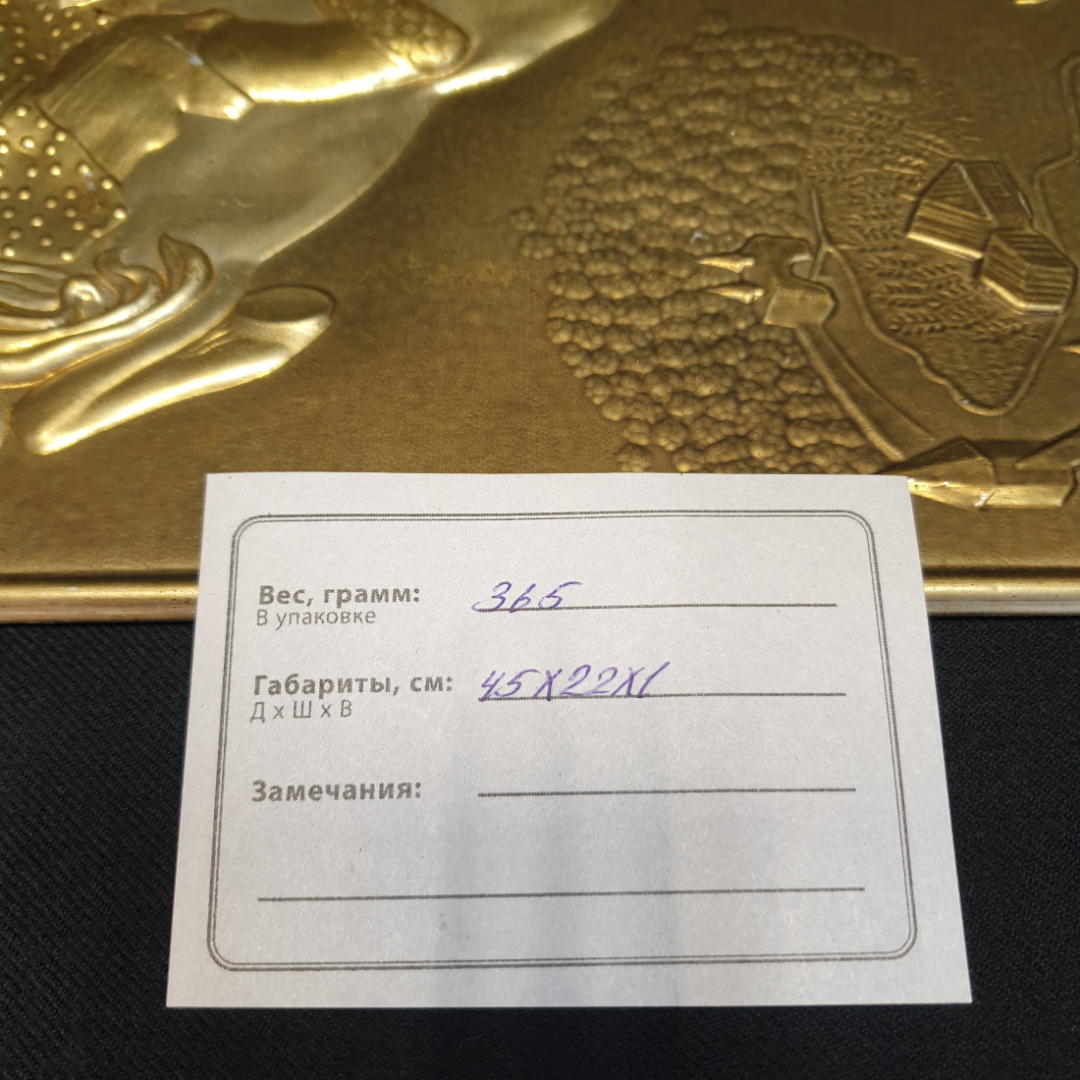 Вес, грамм: 365
В упаковке
Габариты, см: 45X22X1
Д х Ш х В
Замечания: